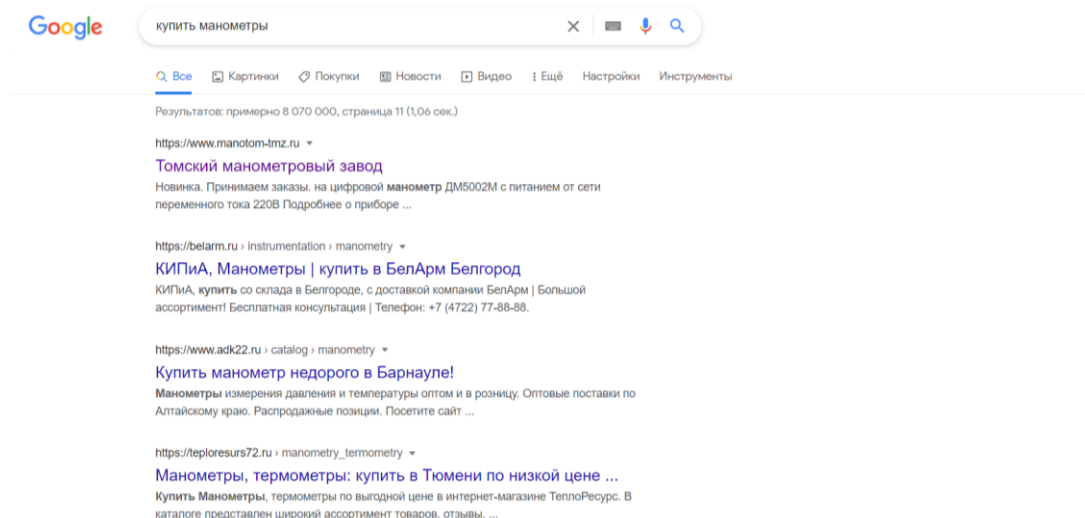 Google
купить манометры
Все Картинки Покупки Новости Видео Ещё Настройки Инструменты
Результатов: примерно 8 070 000, страница 11 (1,06 сек.)
https://www.manotom-tmz.ru
Томский манометровый завод
Новинка. Принимаем заказы. на цифровой манометр ДМ5002М с питанием от сети
переменного тока 220В Подробнее о приборе ...
https://belarm.ru › instrumentation › manometry
КИПиА, Манометры | купить в БелАрм Белгород
КИПиА, купить со склада в Белгороде, с доставкой компании БелАрм | Большой
ассортимент! Бесплатная консультация | Телефон: +7 (4722) 77-88-88.
https://www.adk22.ru › catalog › manometry
Купить манометр недорого в Барнауле!
Манометры измерения давления и температуры оптом и в розницу. Оптовые поставки по
Алтайскому краю. Распродажные позиции. Посетите сайт ...
https://teploresurs72.ru › manometry_termometry
Манометры, термометры: купить в Тюмени по низкой цене ...
Купить Манометры, термометры по выгодной цене в интернет-магазине ТеплоРесурс. В
каталоге представлен широкий ассортимент товаров, отзывы, ...